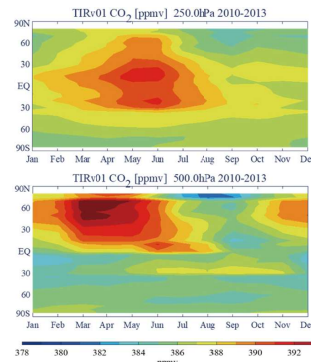 TIRv01 CO2 [ppmv] 250.0hPa 2010-2013
90N
60
30
EQ
30
60
90S
Jan Feb Mar Apr May Jun Jul Aug Sep Oct Nov Dec
TIRv01 CO2 [ppmv] 500.0hPa 2010-2013
90N
60
30
EQ
30
60
90S
Jan Feb Mar Apr May Jun Jul Aug Sep Oct Nov Dec
378 380 382 384 386 388 390 392